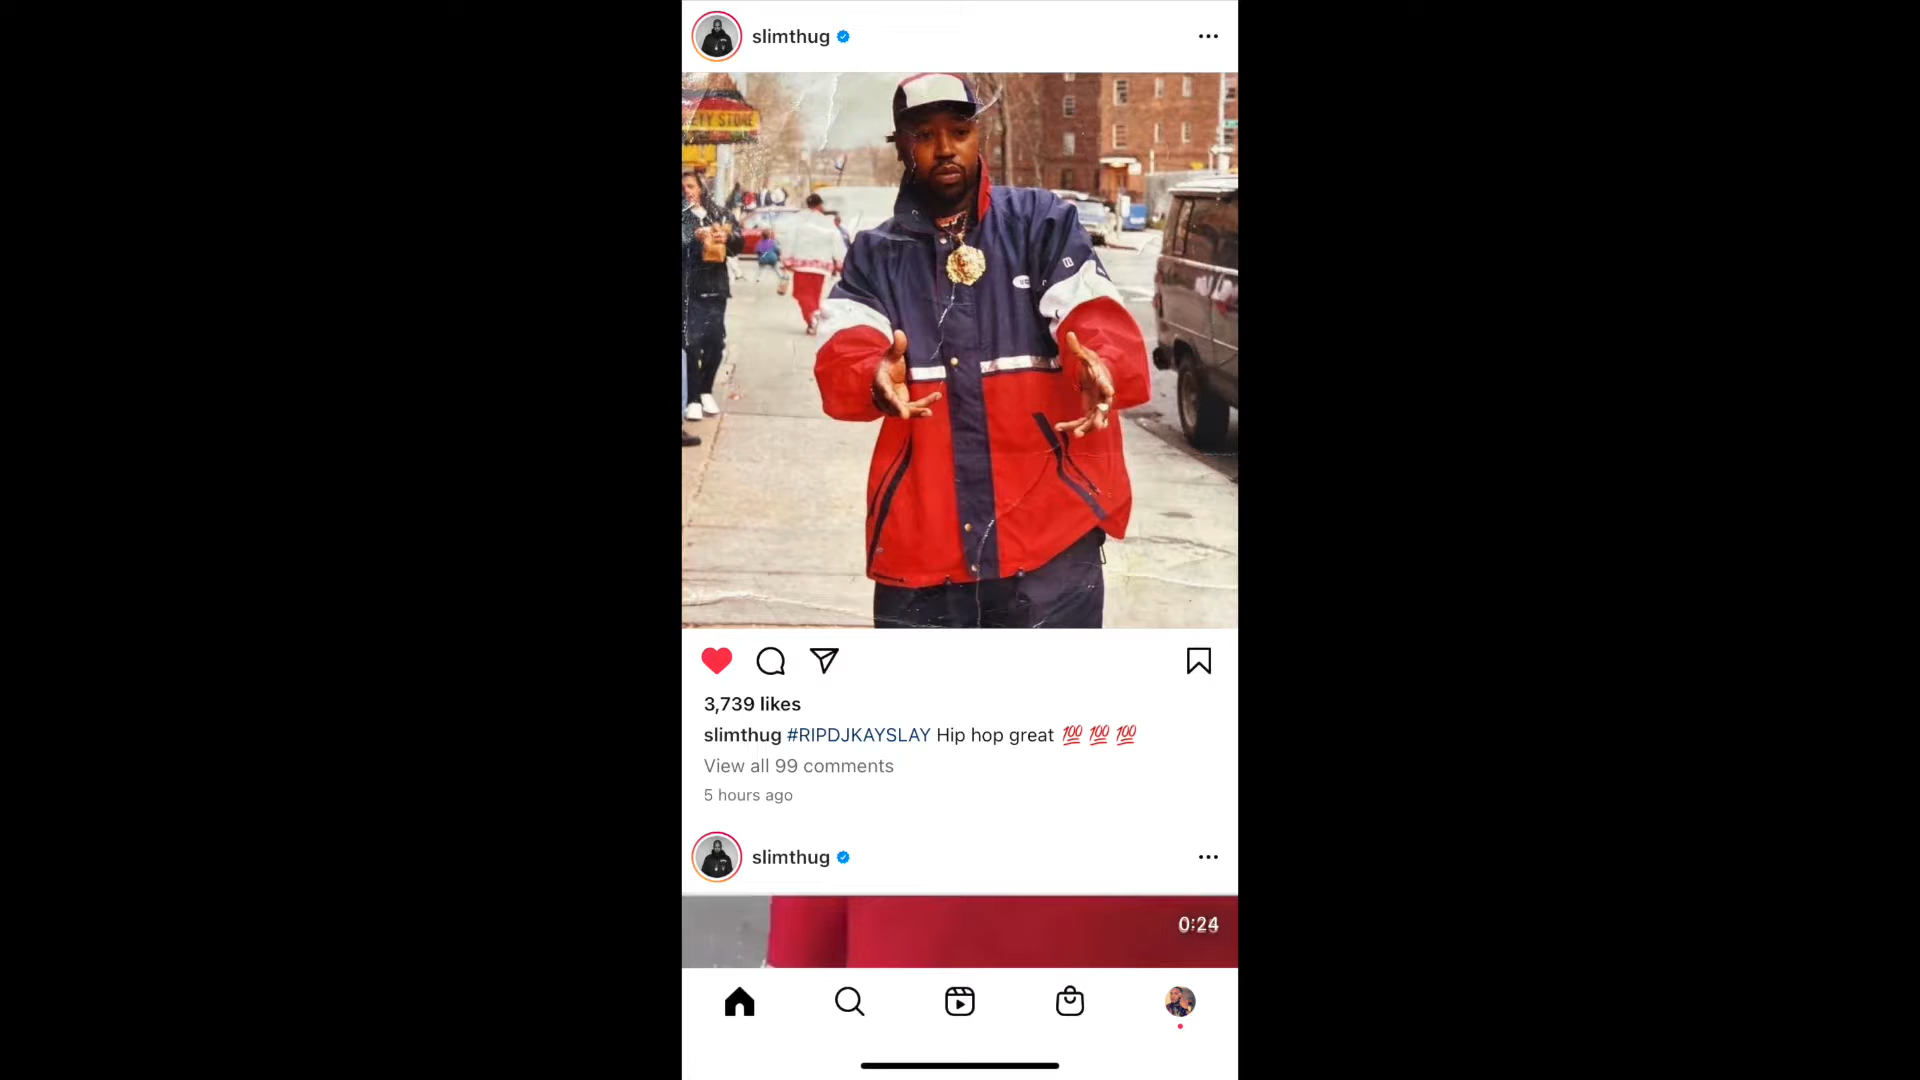 slimthug
STORE
3,739 likes
slimthug #RIPDJKAYSLAY Hip hop great 💯 💯 💯
View all 99 comments
5 hours ago
slimthug
0:24